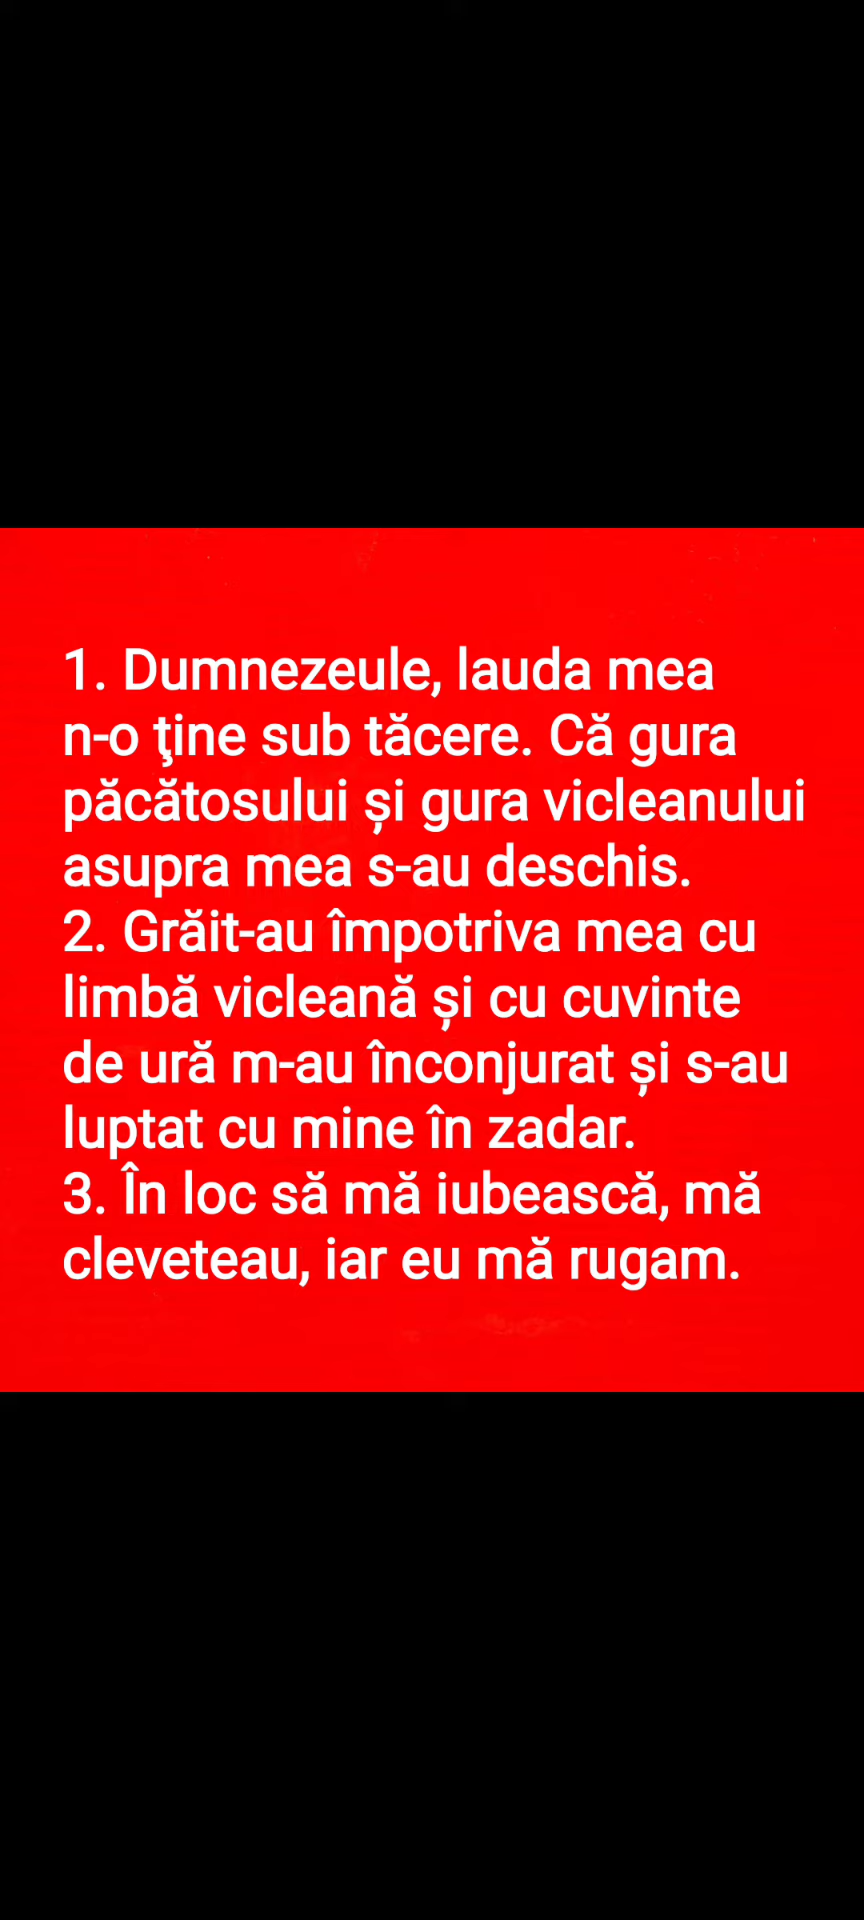 1. Dumnezeule, lauda mea
n-o ţine sub tăcere. Că gura
păcătosului și gura vicleanului
asupra mea s-au deschis.
2. Grăit-au împotriva mea cu
limbă vicleană și cu cuvinte
de ură m-au înconjurat și s-au
luptat cu mine în zadar.
3. În loc să mă iubească, mă
cleveteau, iar eu mă rugam.